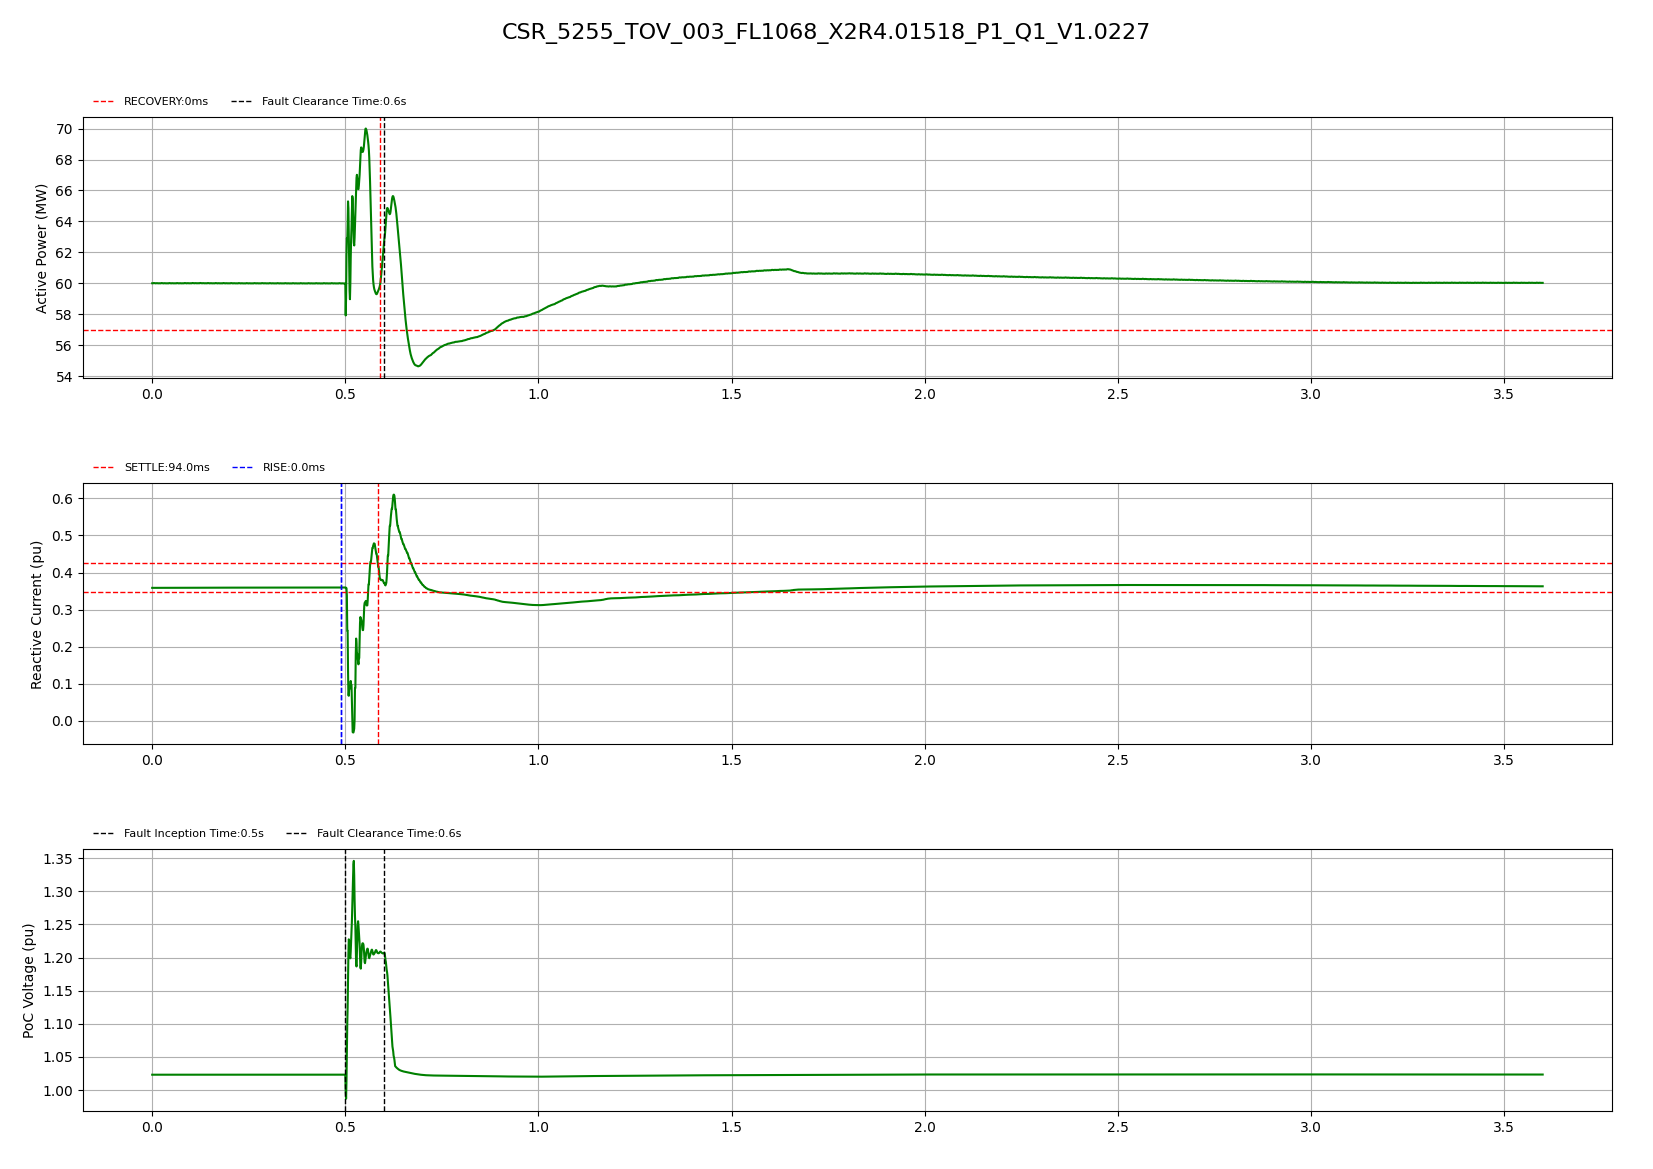 CSR_5255_TOV_003_FL1068_X2R4.01518_P1_Q1_V1.0227
RECOVERY:0ms Fault Clearance Time:0.6s
Active Power (MW)
70
68
66
64
62
60
58
56
54
0.0 0.5 1.0 1.5 2.0 2.5 3.0 3.5
SETTLE:94.0ms RISE:0.0ms
Reactive Current (pu)
0.6
0.5
0.4
0.3
0.2
0.1
0.0
0.0 0.5 1.0 1.5 2.0 2.5 3.0 3.5
Fault Inception Time:0.5s Fault Clearance Time:0.6s
PoC Voltage (pu)
1.35
1.30
1.25
1.20
1.15
1.10
1.05
1.00
0.0 0.5 1.0 1.5 2.0 2.5 3.0 3.5